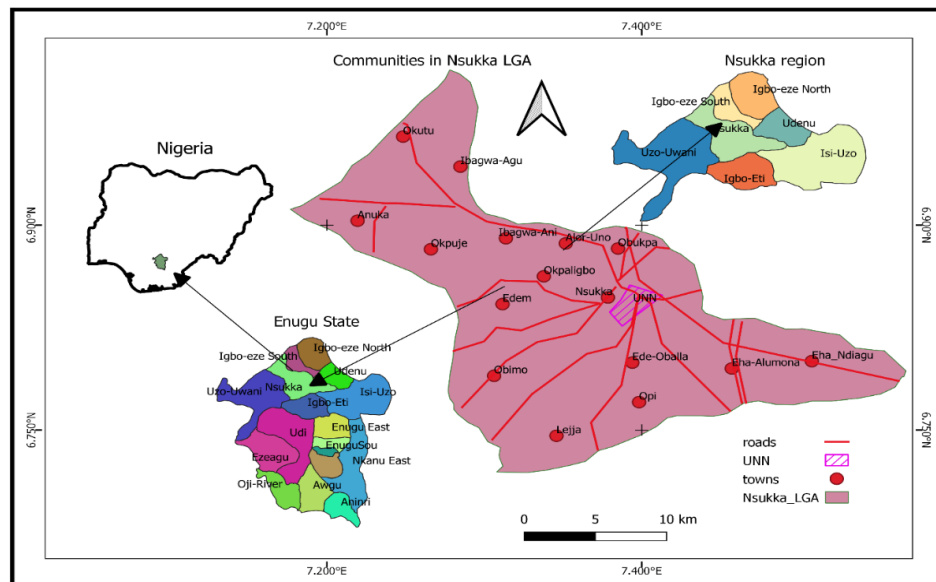 7.200°E
7.400°E
Communities in Nsukka LGA
Nsukka region
Igbo-eze North
Igbo-eze South
Nsukka
Udenu
Uzo-Uwani
Isi-Uzo
Igbo-Eti
Nigeria
Okutu
Ibagwa-Agu
Anuka
Ibagwa-Ani
Alor-Uno
Obukpa
Okpuje
Okpaligbo
Nsukka
UNN
Edem
6.900°N
6.900°N
Enugu State
Igbo-eze North
Igbo-eze South
Udenu
Nsukka
Uzo-Uwani
Isi-Uzo
Igbo-Eti
Enugu East
Udi
EnuguSou
Ezeagu
Nkanu East
Oji-River
Awgu
Aninri
Obimo
Ede-Oballa
Eha-Alumona
Eha_Ndiagu
Opi
Lejja
6.750°N
6.750°N
roads
UNN
towns
Nsukka_LGA
0 5 10 km
7.200°E
7.400°E